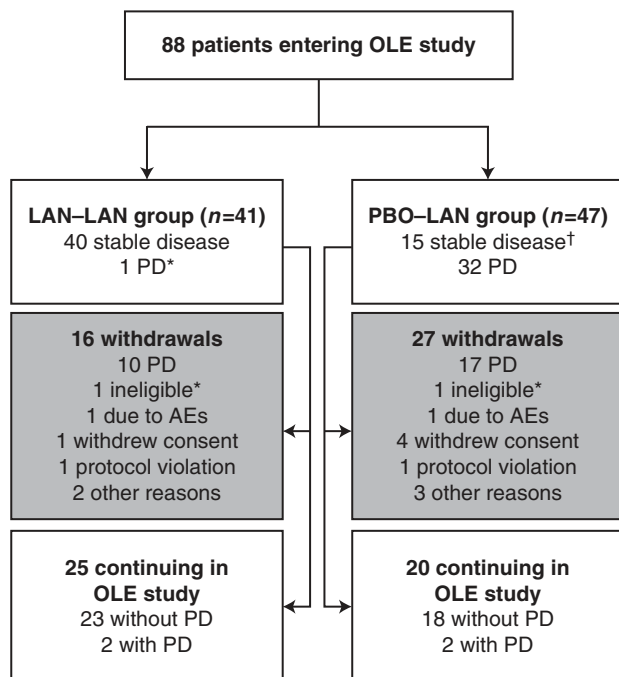 88 patients entering OLE study
LAN–LAN group (n=41)
40 stable disease
1 PD*
PBO–LAN group (n=47)
15 stable disease†
32 PD
16 withdrawals
10 PD
1 ineligible*
1 due to AEs
1 withdrew consent
1 protocol violation
2 other reasons
27 withdrawals
17 PD
1 ineligible*
1 due to AEs
4 withdrew consent
1 protocol violation
3 other reasons
25 continuing in
OLE study
23 without PD
2 with PD
20 continuing in
OLE study
18 without PD
2 with PD